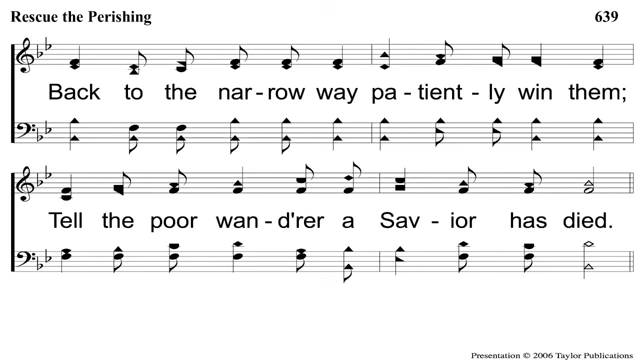 Rescue the Perishing 639
Back to the nar-row way pa-tient-ly win them;
Tell the poor wan-d'rer a Sav-ior has died.
Presentation © 2006 Taylor Publications